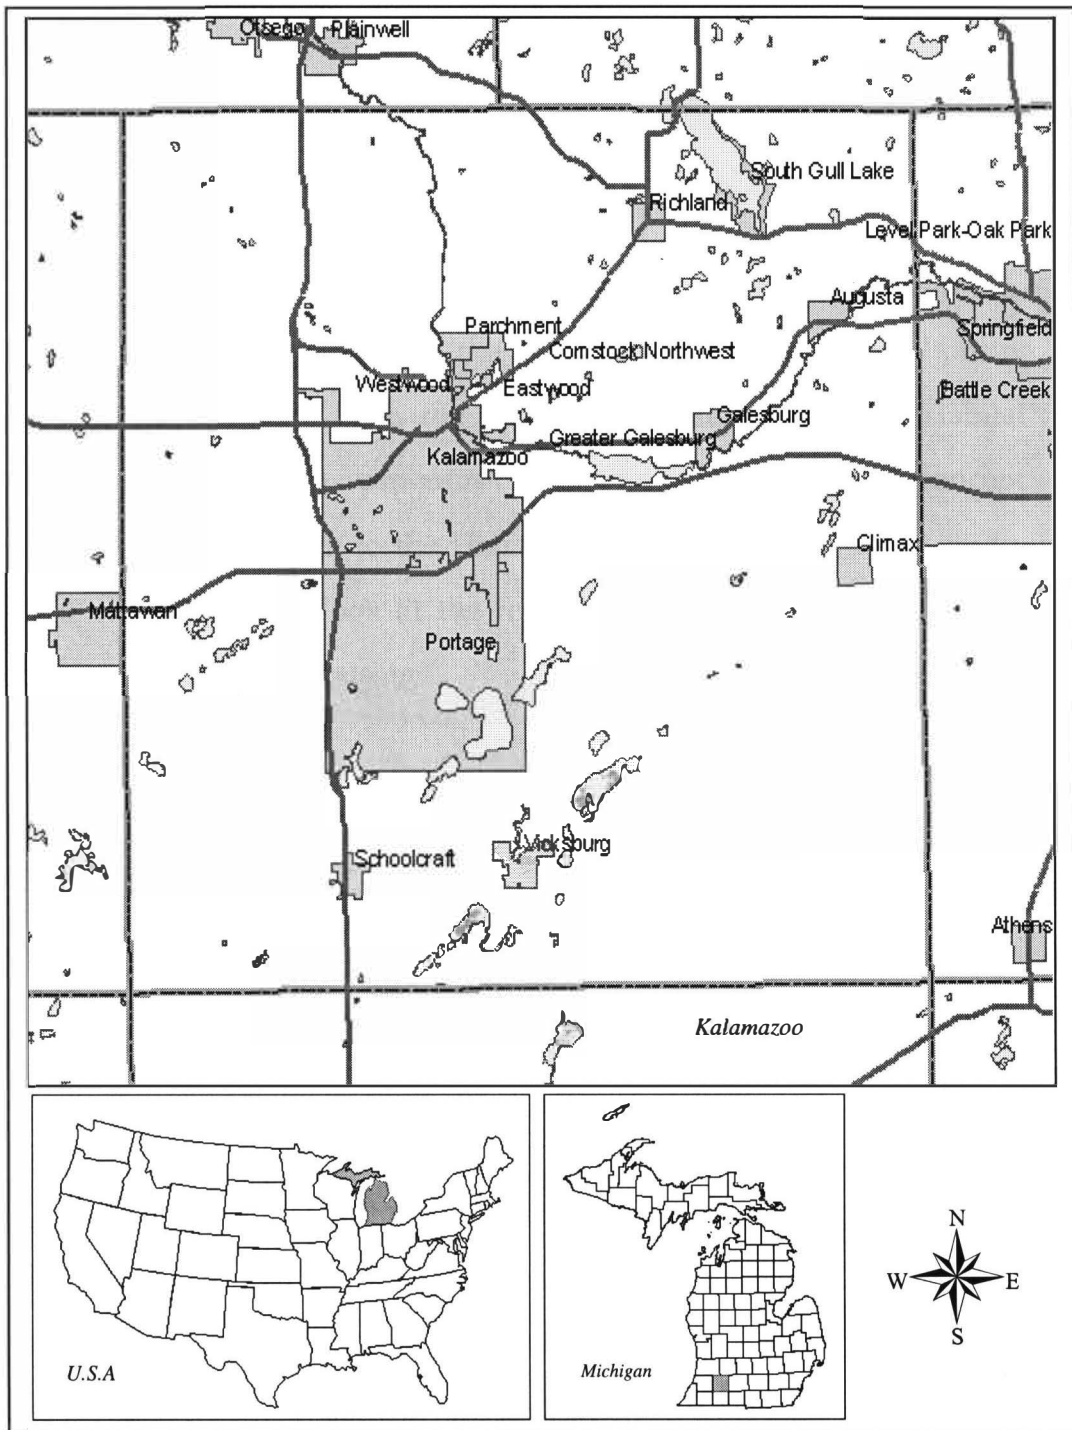 Otsego
Plainwell
South Gull Lake
Richland
Level Park-Oak Park
Augusta
Springfield
Parchment
Comstock Northwest
Westwood
Eastwood
Battle Creek
Galesburg
Greater Galesburg
Kalamazoo
Climax
Mattawan
Portage
Vicksburg
Schoolcraft
Athens
Kalamazoo
U.S.A
Michigan
N
W
E
S